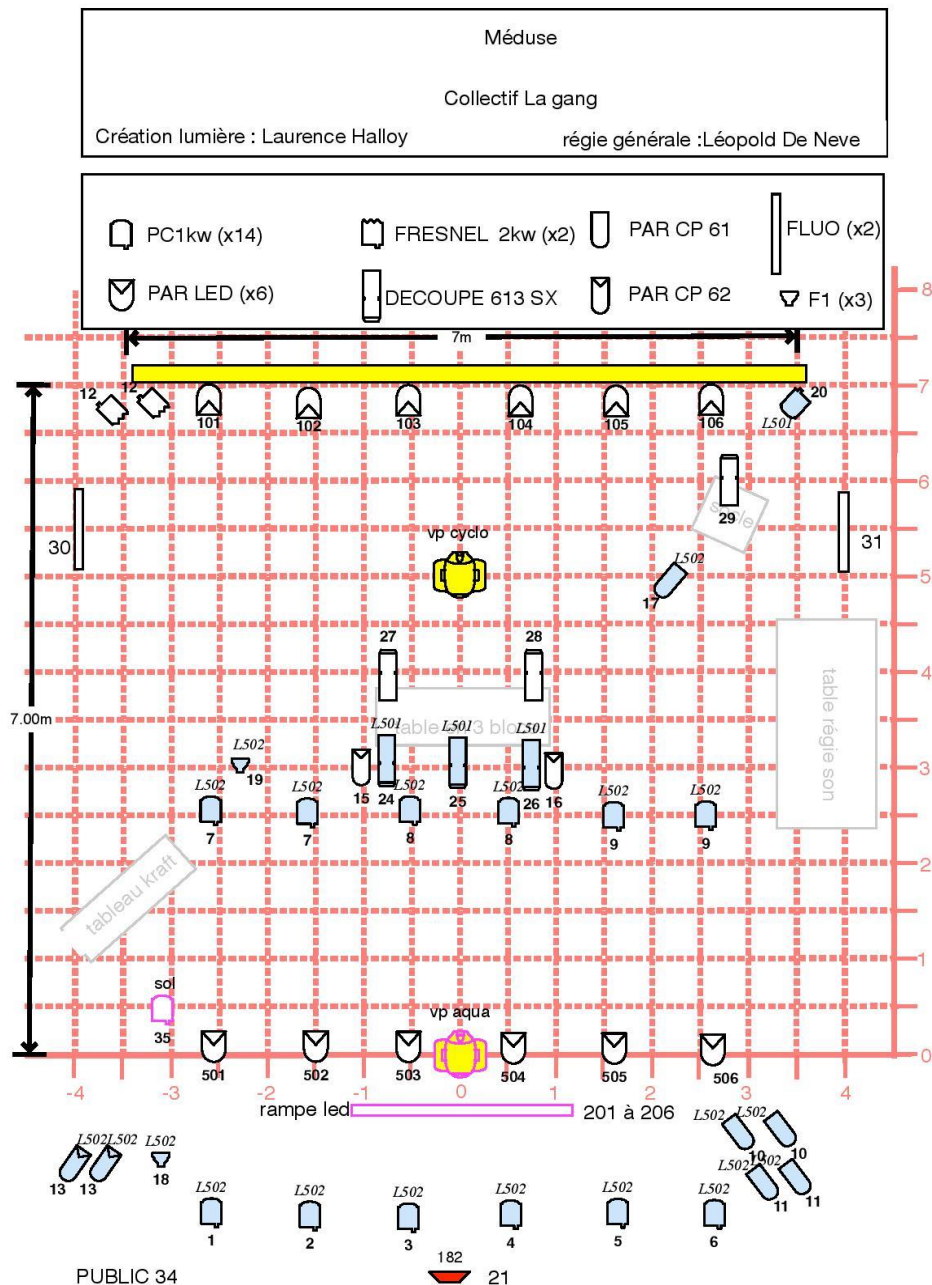 Méduse
Collectif La gang
Création lumière : Laurence Halloy
régie générale :Léopold De Neve
PC1kw (x14)
FRESNEL 2kw (x2)
PAR CP 61
FLUO (x2)
PAR LED (x6)
DECOUPE 613 SX
PAR CP 62
F1 (x3)
8
7m
7
12
12
101
102
103
104
105
106
20
L501
6
29
socle
30
31
vp cyclo
L502
5
17
27
28
4
7.00m
table
3 blo
table régie son
L501
L501
L501
L502
19
3
15
24
25
26
16
L502
L502
L502
L502
L502
L502
7
7
8
8
9
9
2
tableau kraft
1
sol
35
vp aqua
501
502
503
504
505
506
0
-4
-3
-2
-1
0
1
2
3
4
rampe led
201 à 206
L502
L502
10
10
L502
L502
L502
13
13
18
L502
L502
11
11
L502
L502
L502
L502
L502
L502
1
2
3
4
5
6
PUBLIC 34
182
21